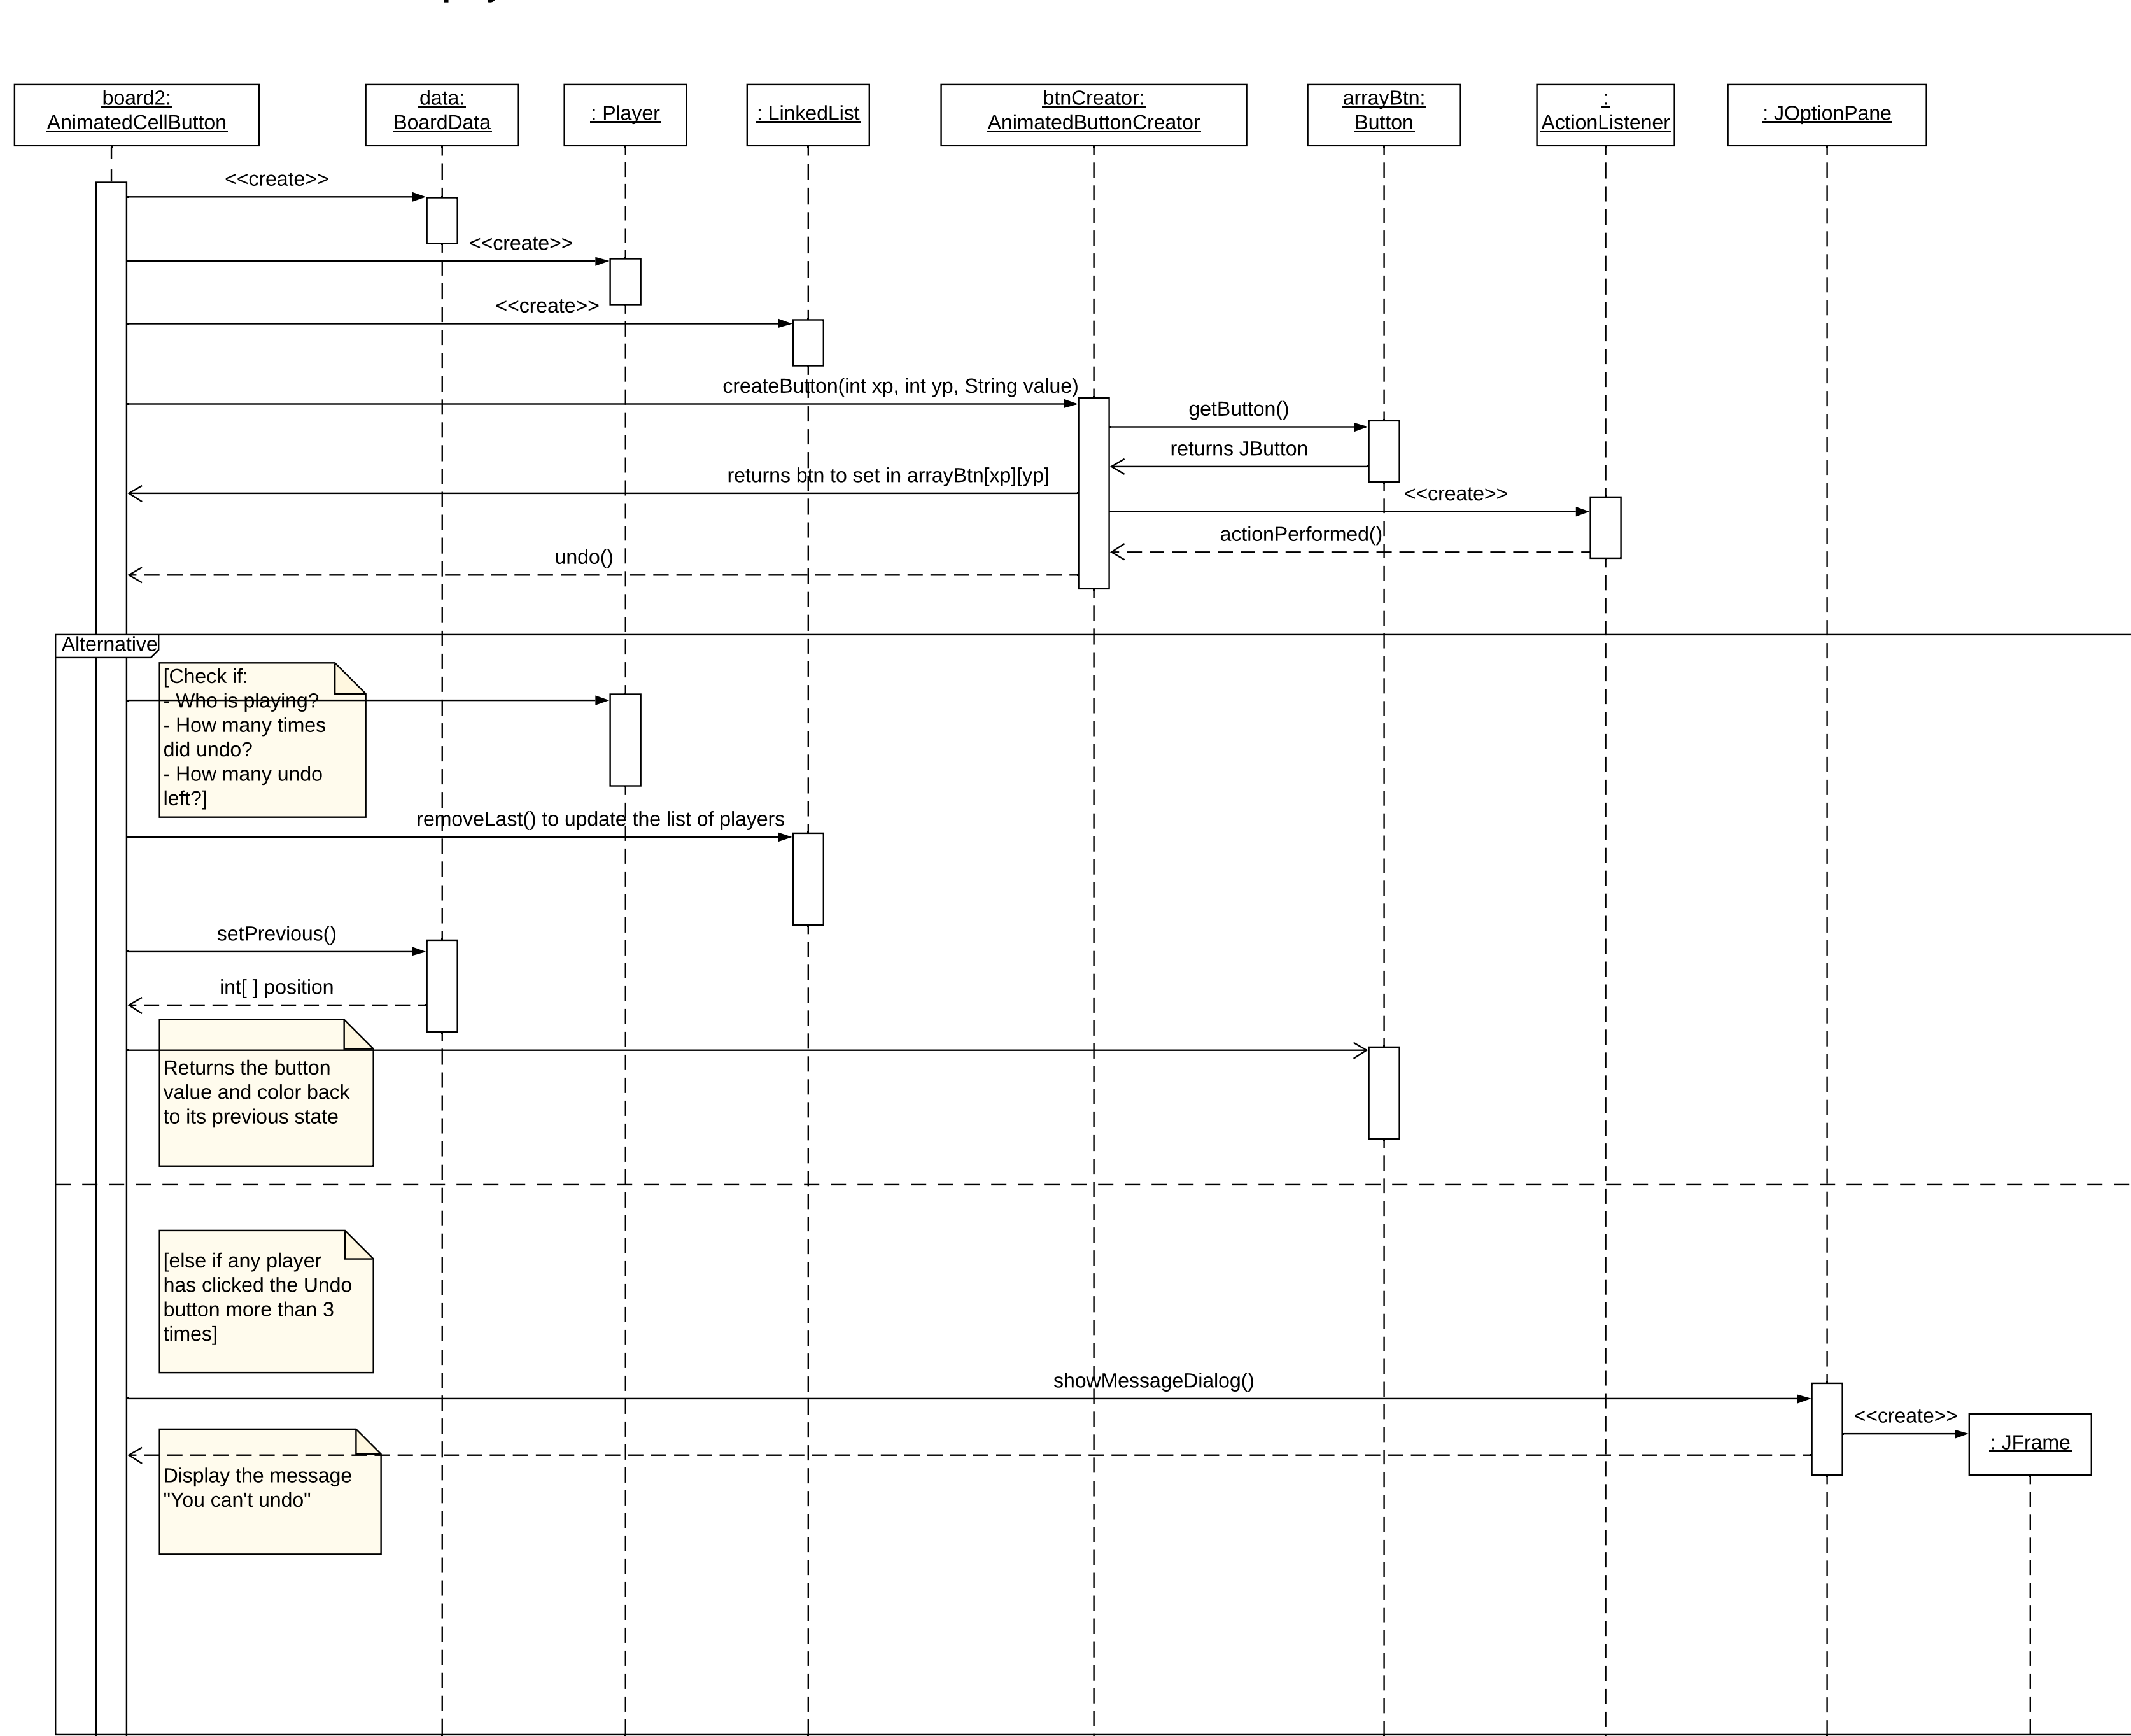 board2:
AnimatedCellButton
data:
BoardData
: Player
: LinkedList
btnCreator:
AnimatedButtonCreator
arrayBtn:
Button
:
ActionListener
: JOptionPane
<<create>>
<<create>>
<<create>>
createButton(int xp, int yp, String value)
getButton()
returns JButton
returns btn to set in arrayBtn[xp][yp]
<<create>>
actionPerformed()
undo()
Alternative
[Check if:
- Who is playing?
- How many times
did undo?
- How many undo
left?]
removeLast() to update the list of players
setPrevious()
int[ ] position
Returns the button
value and color back
to its previous state
[else if any player
has clicked the Undo
button more than 3
times]
showMessageDialog()
<<create>>
: JFrame
Display the message
"You can't undo"